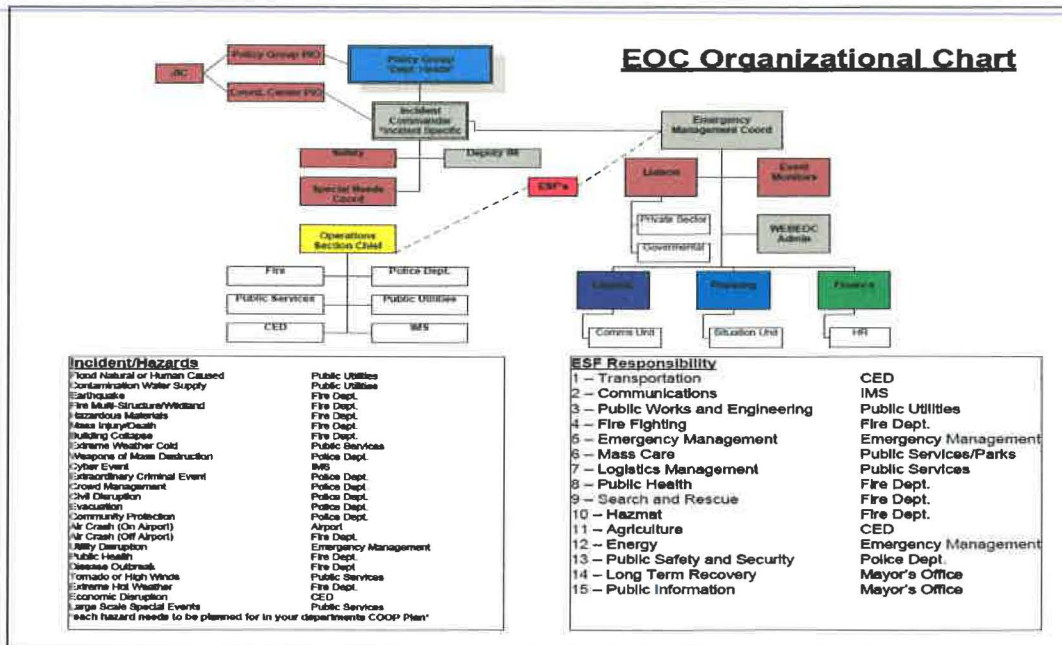 EOC Organizational Chart
Policy Group PIO
Policy Group
"Dept. Heads"
JIC
Coord. Center PIO
Incident
Commander
*Incident Specific
Emergency
Management Coord
Safety
Deputy IM
Liaison
Event
Monitors
ESF's
Special Needs
Coord
Private Sector
Operations
Section Chief
WEBEOC
Admin
Governmental
Fire
Police Dept.
Logistics
Planning
Finance
Public Services
Public Utilities
CED
IMS
Comms Unit
Situation Unit
HR
Incident/Hazards
Flood Natural or Human Caused Public Utilities
Contamination Water Supply Public Utilities
Earthquake Fire Dept.
Fire Multi-Structure/Wildland Fire Dept.
Hazardous Materials Fire Dept.
Mass Injury/Death Fire Dept.
Building Collapse Fire Dept.
Extreme Weather Cold Public Services
Weapons of Mass Destruction Police Dept.
Cyber Event IMS
Extraordinary Criminal Event Police Dept.
Crowd Management Police Dept.
Civil Disruption Police Dept.
Evacuation Police Dept.
Community Protection Police Dept.
Air Crash (On Airport) Airport
Air Crash (Off Airport) Fire Dept.
Utility Disruption Emergency Management
Public Health Fire Dept.
Disease Outbreak Fire Dept
Tornado or High Winds Public Services
Extreme Hot Weather Fire Dept.
Economic Disruption CED
Large Scale Special Events Public Services
*each hazard needs to be planned for in your departments COOP Plan*
ESF Responsibility
1 – Transportation CED
2 – Communications IMS
3 – Public Works and Engineering Public Utilities
4 – Fire Fighting Fire Dept.
5 – Emergency Management Emergency Management
6 – Mass Care Public Services/Parks
7 – Logistics Management Public Services
8 – Public Health Fire Dept.
9 – Search and Rescue Fire Dept.
10 – Hazmat Fire Dept.
11 – Agriculture CED
12 – Energy Emergency Management
13 – Public Safety and Security Police Dept.
14 – Long Term Recovery Mayor's Office
15 – Public Information Mayor's Office